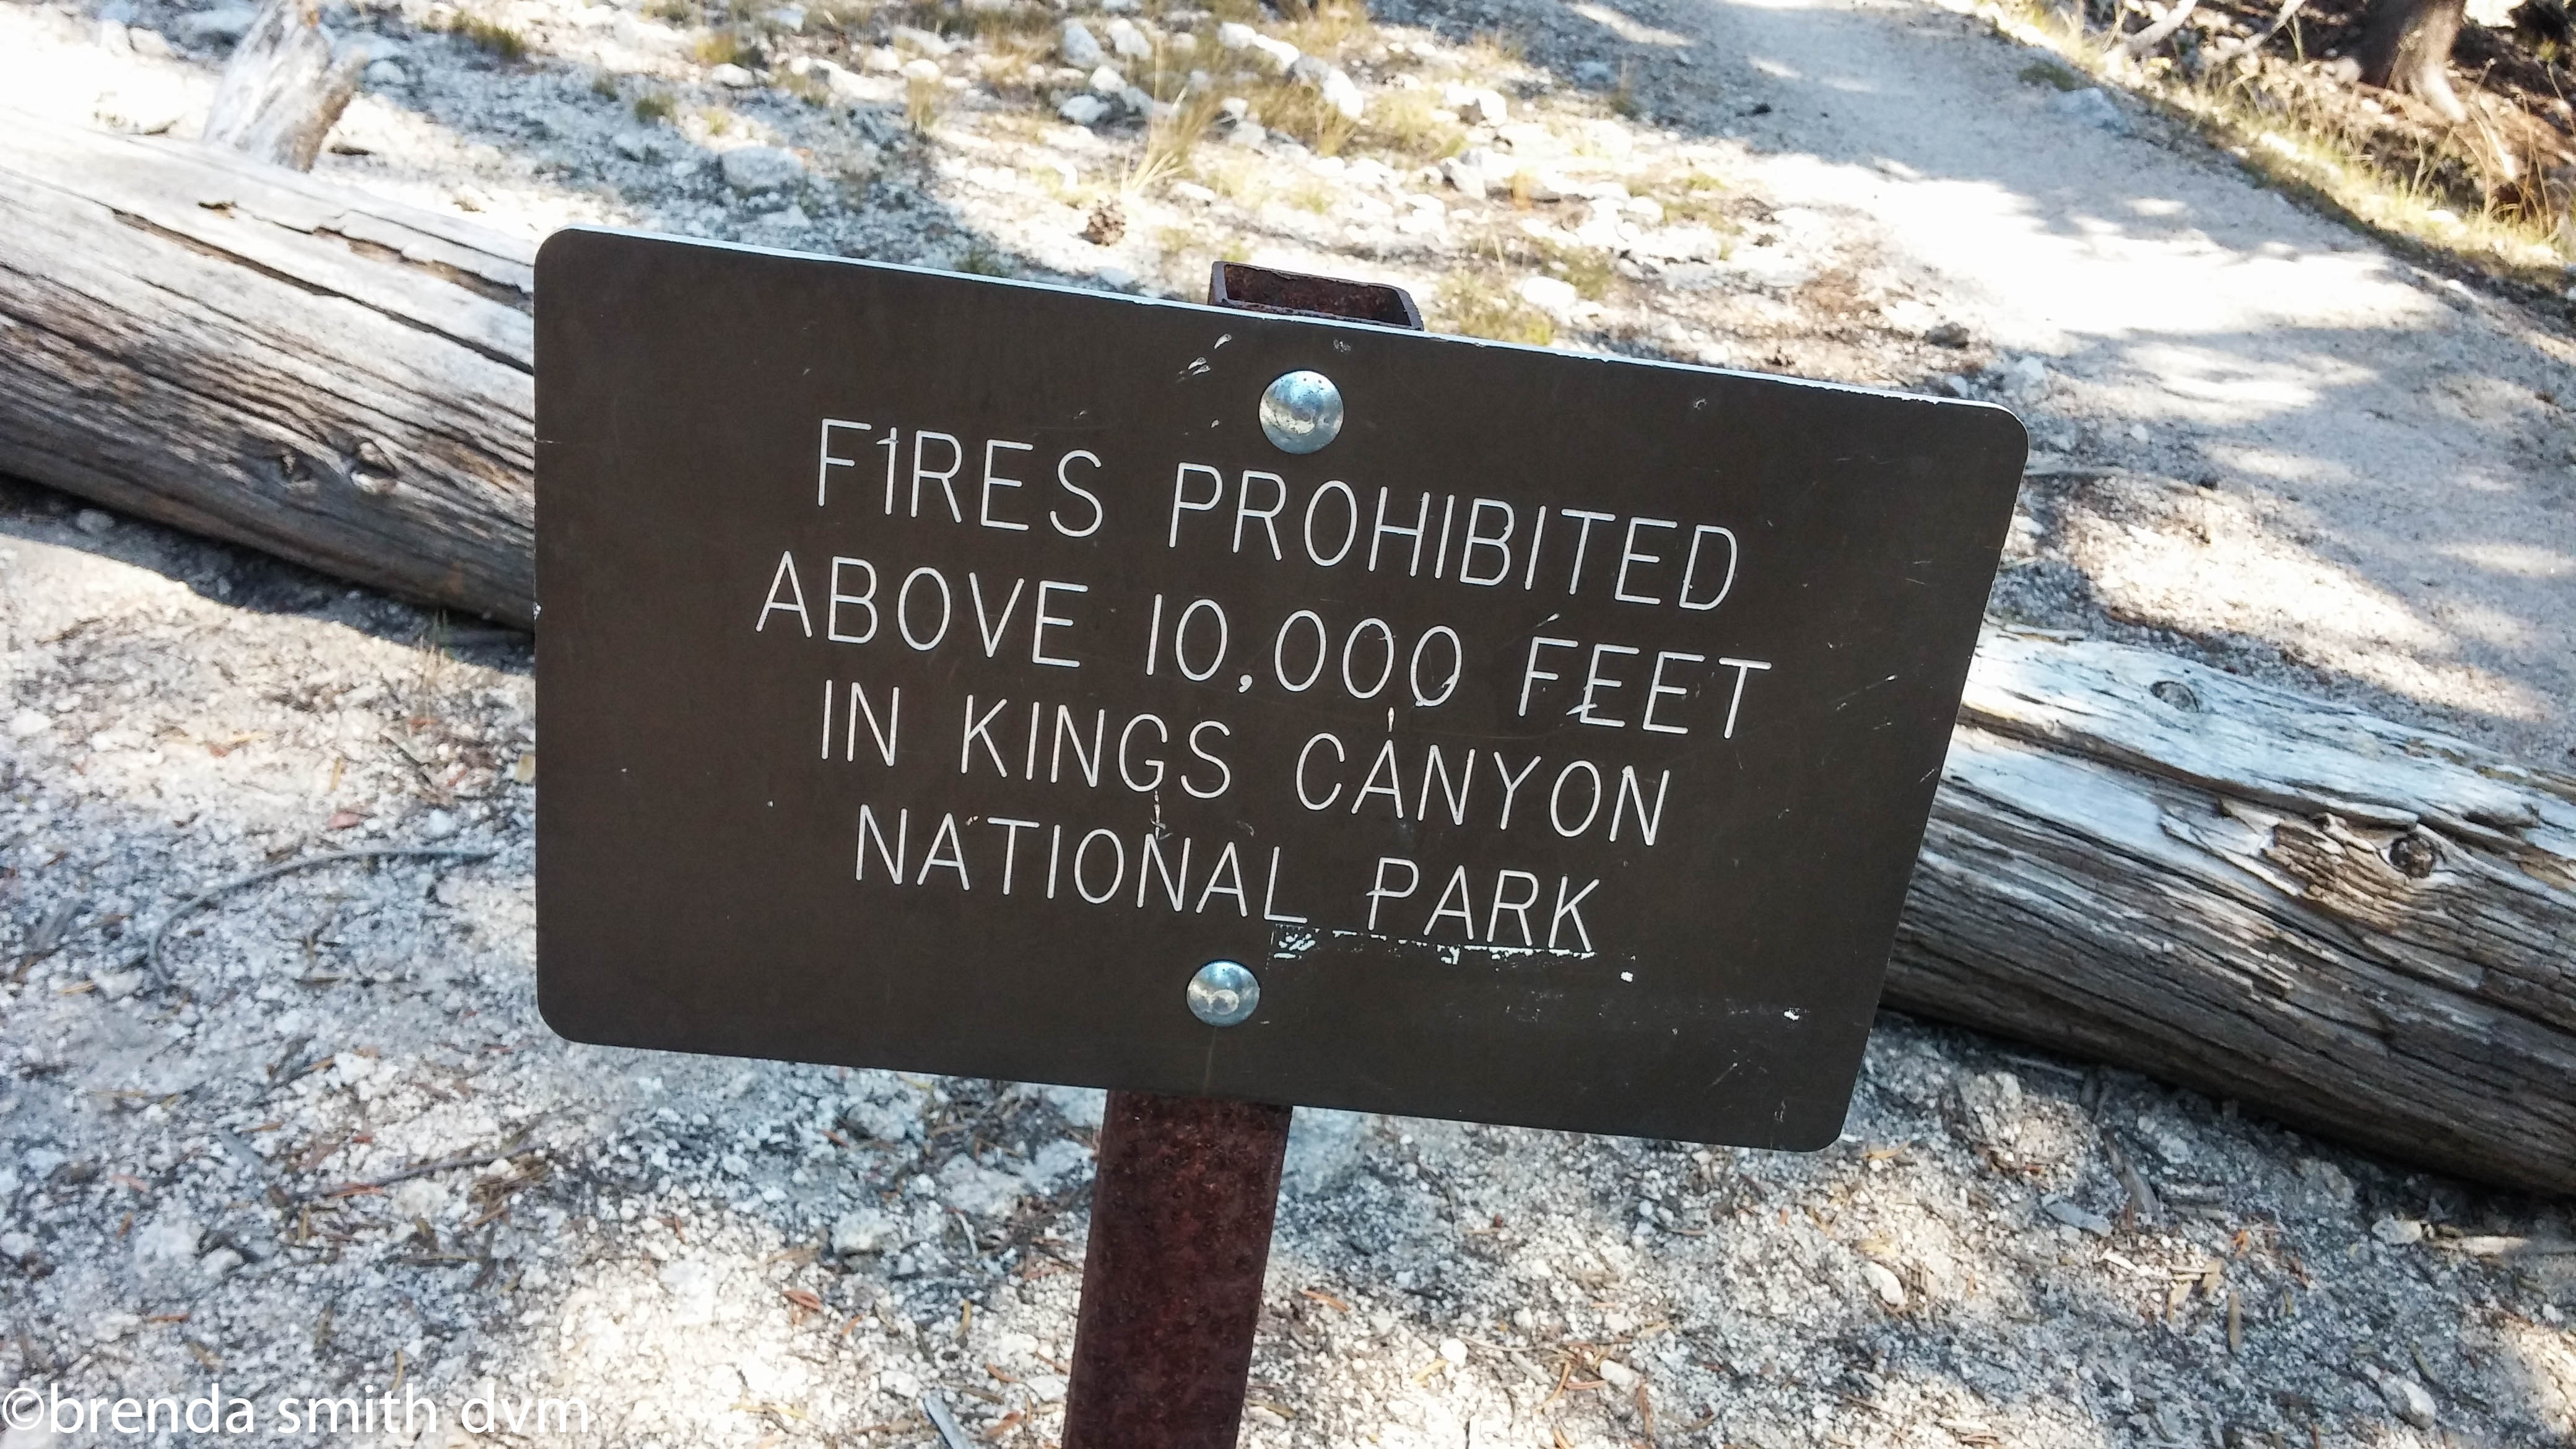 FIRES PROHIBITED
ABOVE 10,000 FEET
IN KINGS CANYON
NATIONAL PARK
©brenda smith dvm